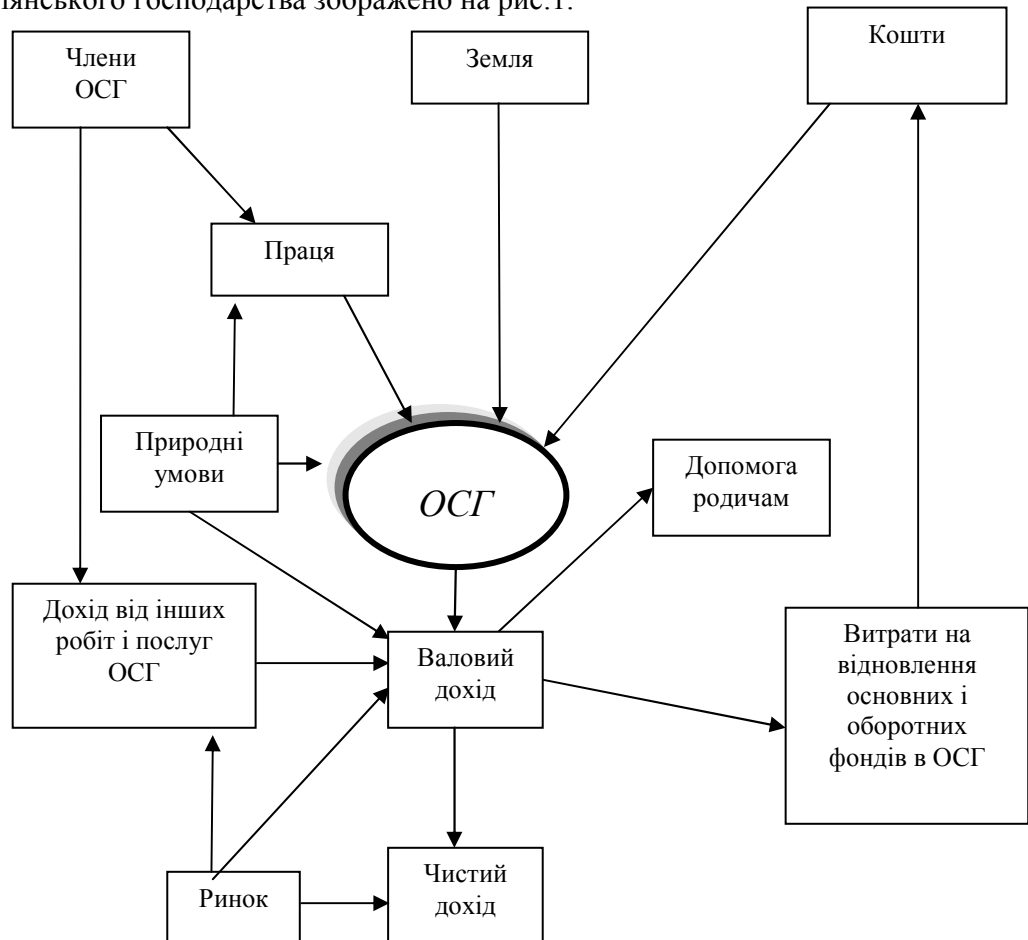 лянського господарства зображено на рис.1.
Члени
ОСГ
Земля
Кошти
Праця
Природні
умови
ОСГ
Допомога
родичам
Дохід від інших
робіт і послуг
ОСГ
Валовий
дохід
Витрати на
відновлення
основних і
оборотних
фондів в ОСГ
Ринок
Чистий
дохід